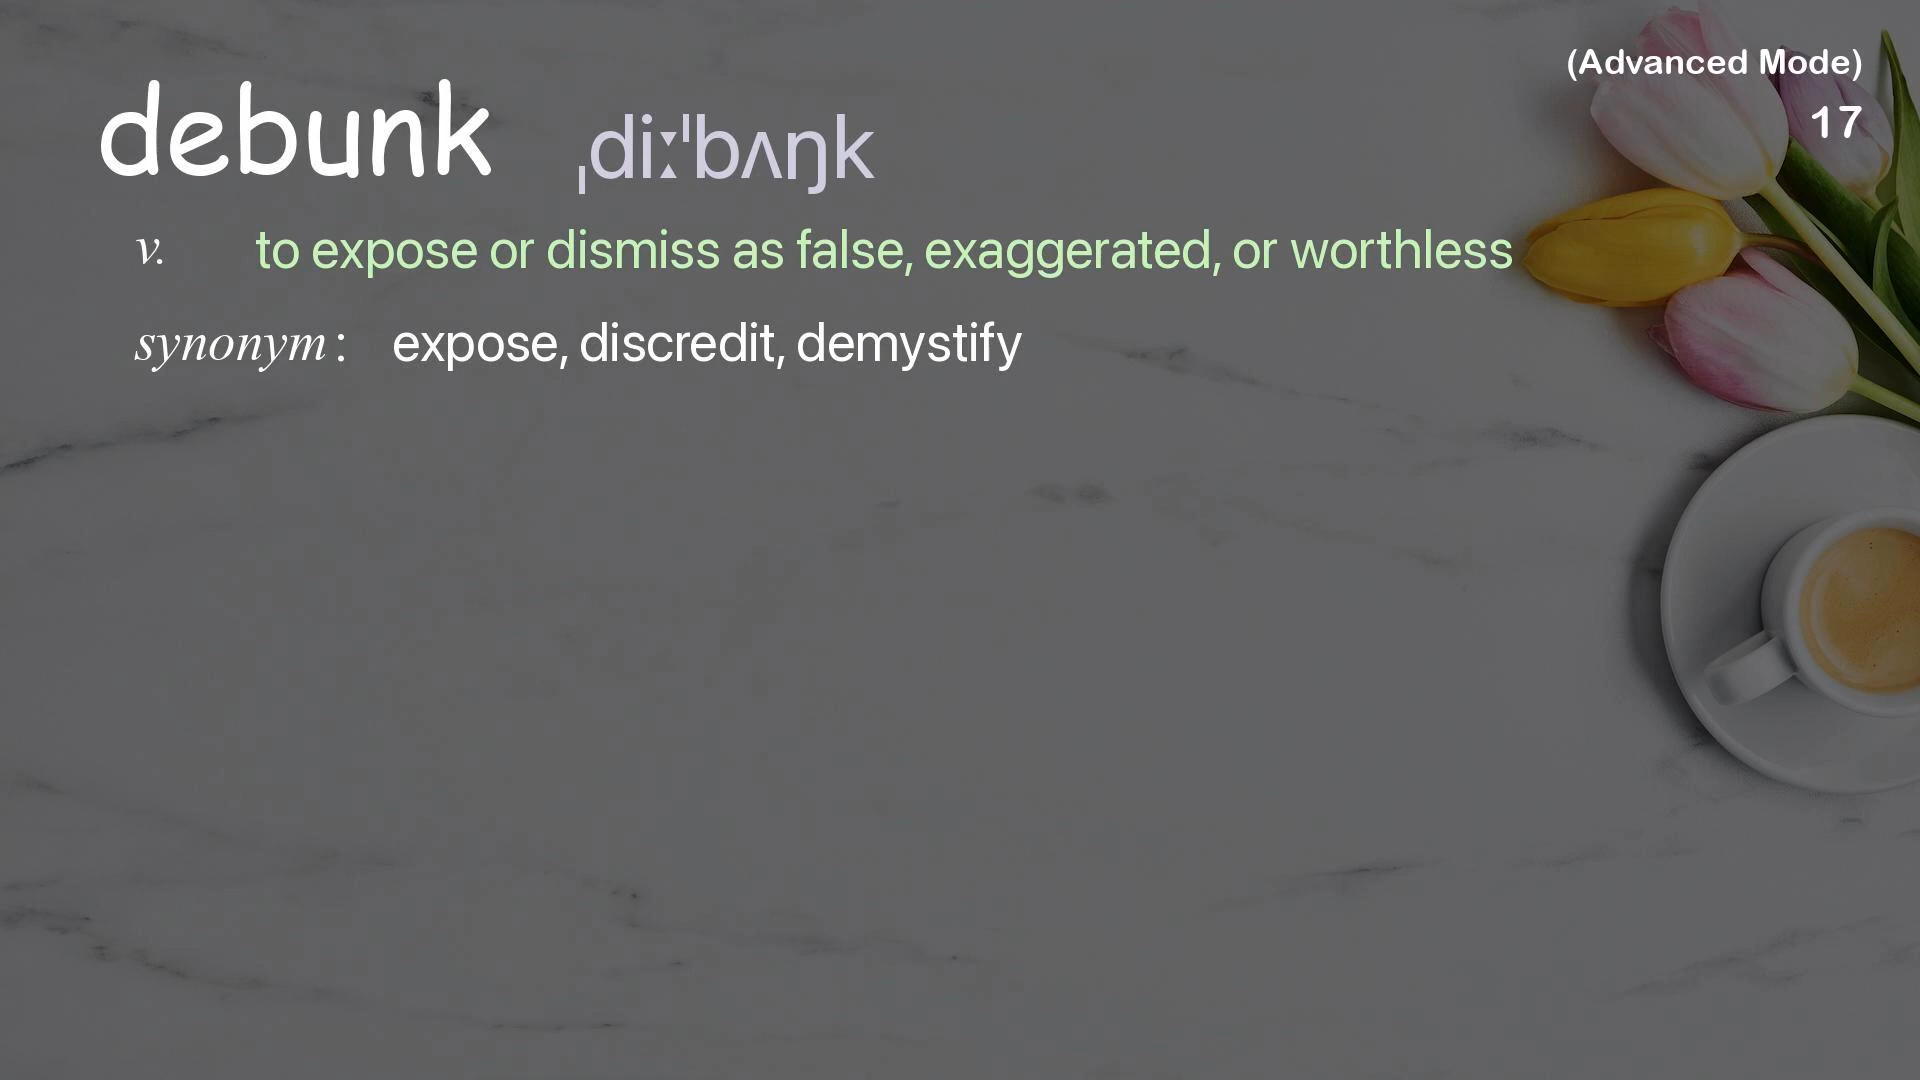 (Advanced Mode)
17
debunk ˌdiːˈbʌŋk
v. to expose or dismiss as false, exaggerated, or worthless
synonym: expose, discredit, demystify